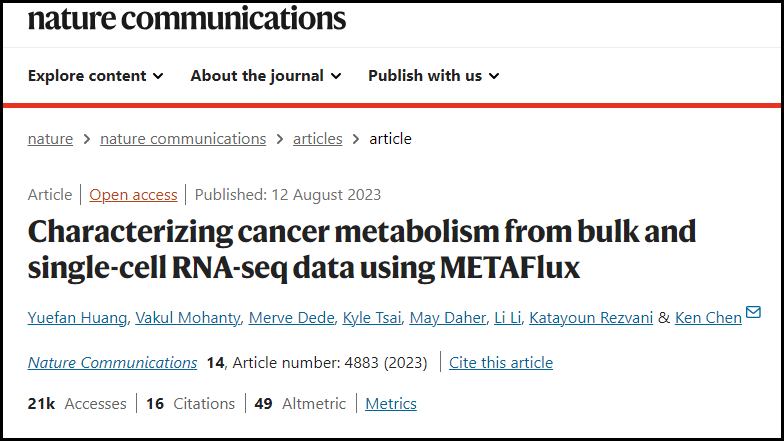 nature communications
Explore content About the journal Publish with us
nature > nature communications > articles > article
Article | Open access | Published: 12 August 2023
Characterizing cancer metabolism from bulk and
single-cell RNA-seq data using METAFlux
Yuefan Huang, Vakul Mohanty, Merve Dede, Kyle Tsai, May Daher, Li Li, Katayoun Rezvani & Ken Chen
Nature Communications 14, Article number: 4883 (2023) | Cite this article
21k Accesses | 16 Citations | 49 Altmetric | Metrics